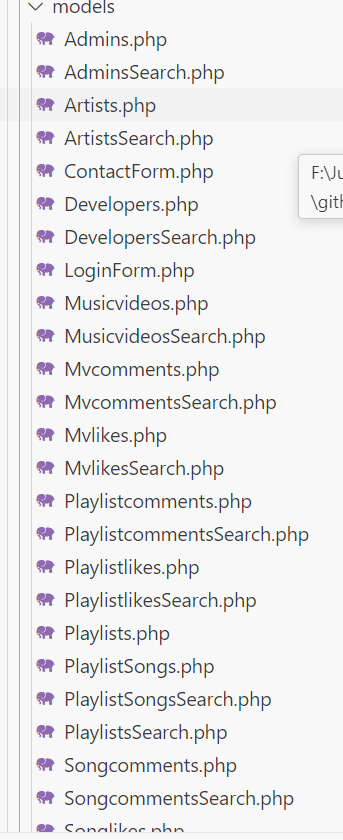 models
Admins.php
AdminsSearch.php
Artists.php
ArtistsSearch.php
ContactForm.php
F:\Ju
Developers.php
\gith
DevelopersSearch.php
LoginForm.php
Musicvideos.php
MusicvideosSearch.php
Mvcomments.php
MvcommentsSearch.php
Mvlikes.php
MvlikesSearch.php
Playlistcomments.php
PlaylistcommentsSearch.php
Playlistlikes.php
PlaylistlikesSearch.php
Playlists.php
PlaylistSongs.php
PlaylistSongsSearch.php
PlaylistsSearch.php
Songcomments.php
SongcommentsSearch.php
Songlikes.php